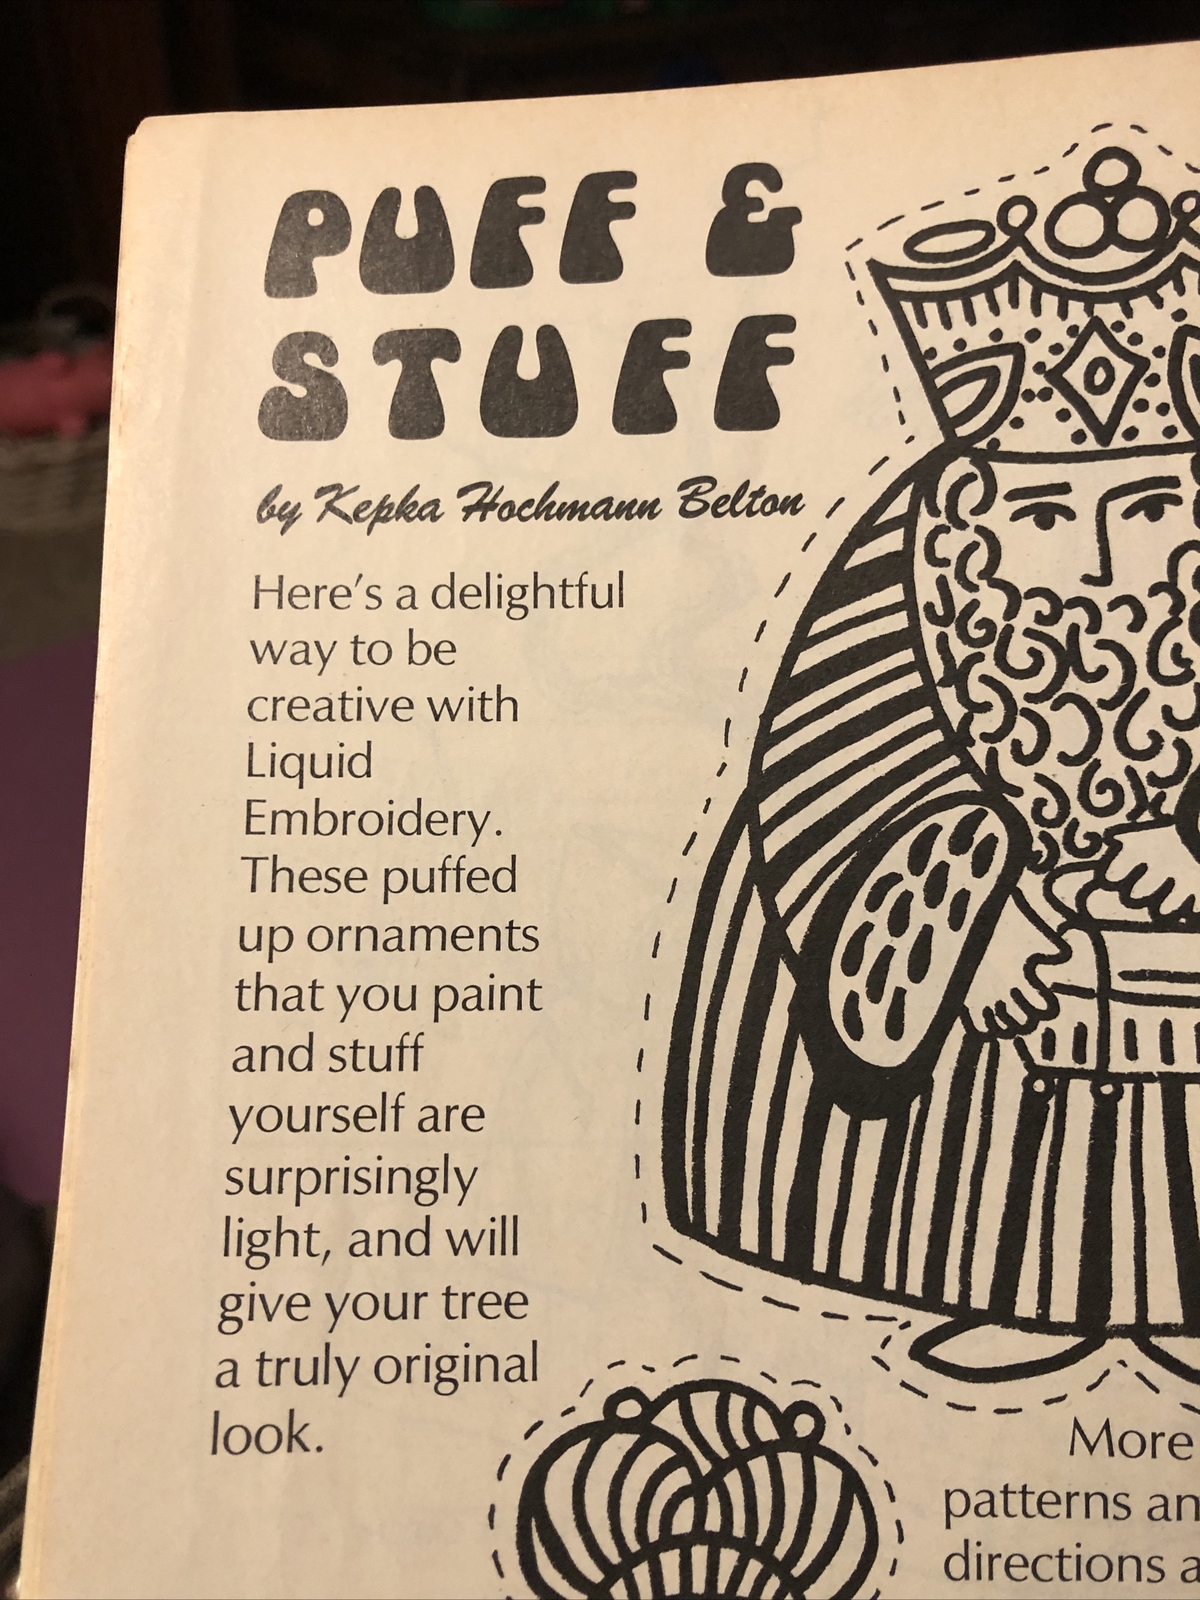 PUFF &
STUFF
by Kepka Hochmann Belton
Here's a delightful
way to be
creative with
Liquid
Embroidery.
These puffed
up ornaments
that you paint
and stuff
yourself are
surprisingly
light, and will
give your tree
a truly original
look.
More
patterns
directions